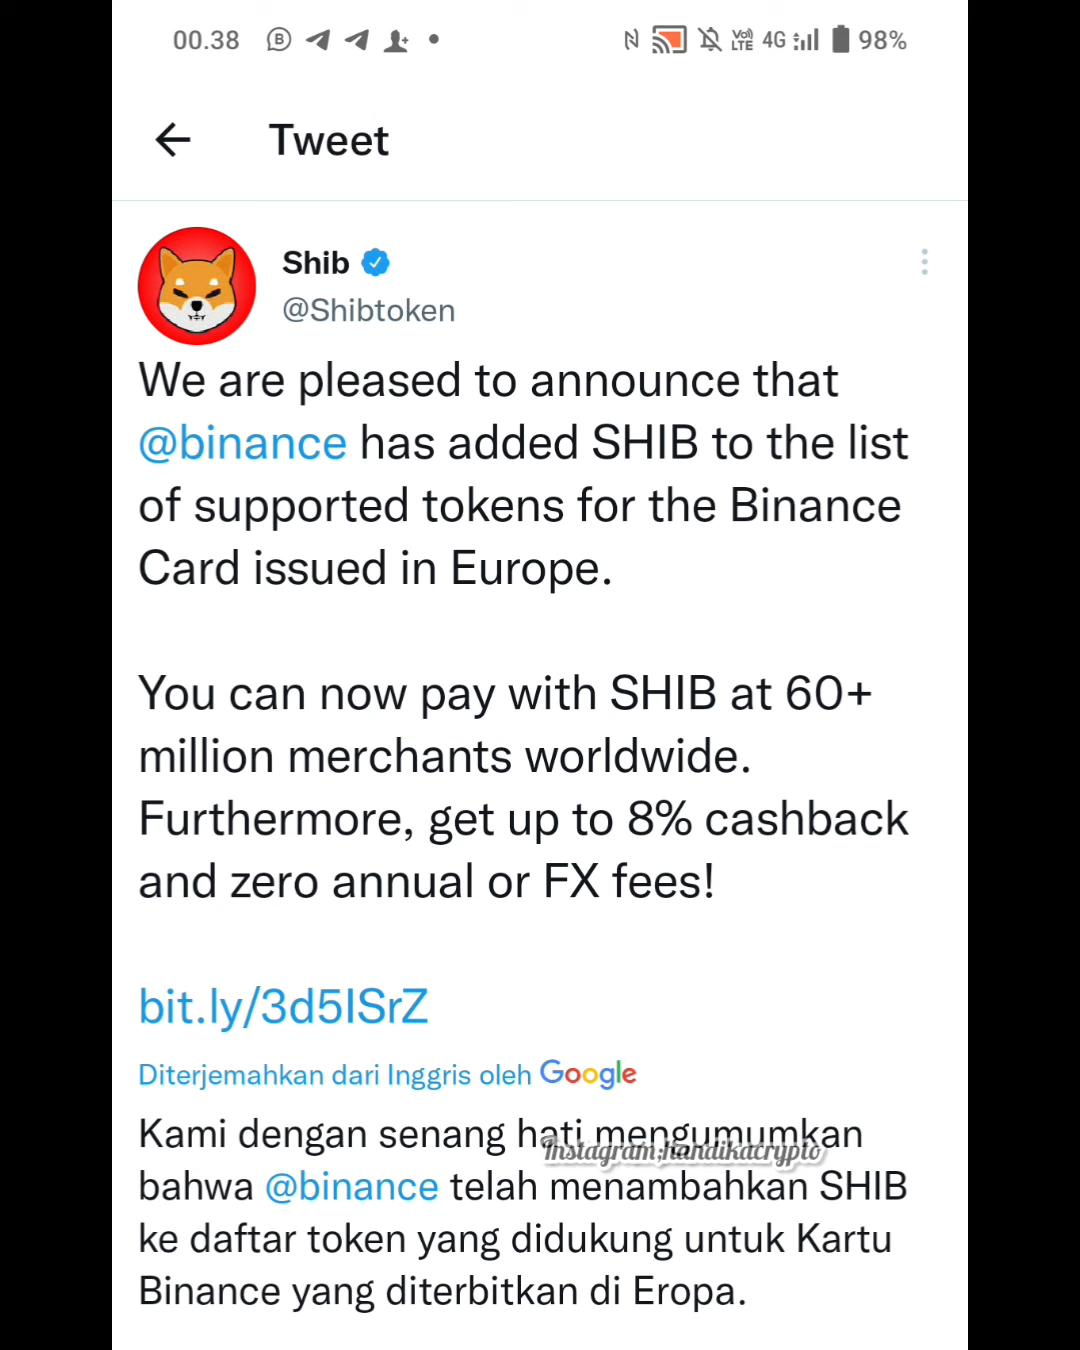 00.38
VoLTE 4G 98%
Tweet
Shib
@Shibtoken
We are pleased to announce that
@binance has added SHIB to the list
of supported tokens for the Binance
Card issued in Europe.
You can now pay with SHIB at 60+
million merchants worldwide.
Furthermore, get up to 8% cashback
and zero annual or FX fees!
bit.ly/3d5ISrZ
Diterjemahkan dari Inggris oleh Google
Kami dengan senang hati mengumumkan
Instagram;handikacrypto
bahwa @binance telah menambahkan SHIB
ke daftar token yang didukung untuk Kartu
Binance yang diterbitkan di Eropa.